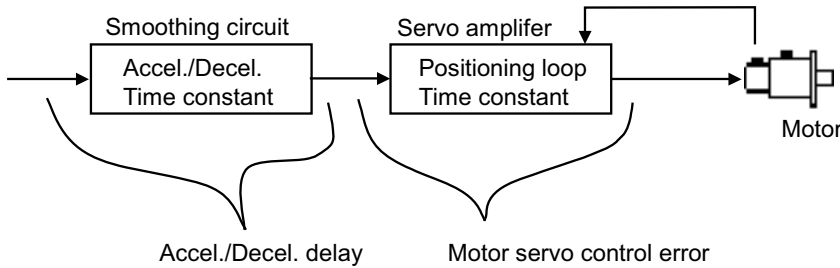 Smoothing circuit
Servo amplifer
Accel./Decel.
Time constant
Positioning loop
Time constant
Motor
Accel./Decel. delay
Motor servo control error